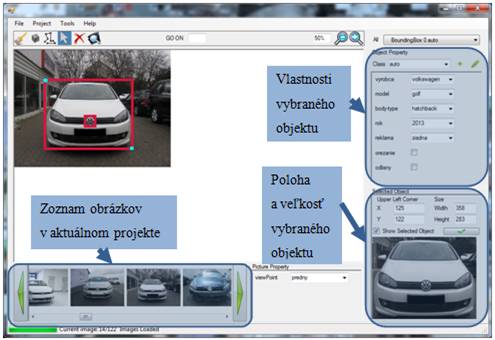 File Project Tools Help
GO ON
50%
All BoundingBox 0:auto
Object Property
Class: auto
vyrobca volkswagen
model golf
body-type hatchback
rok 2013
reklama ziadna
orezanie
odlieny
Vlastnosti
vybraného
objektu
Poloha
a veľkosť
vybraného
objektu
Zoznam obrázkov
v aktuálnom projekte
Selected Object
Upper Left Corner Size
X 125 Width 358
Y 122 Height 283
Show Selected Object
Picture Property
viewPoint predny
Current image: 14/122 Images Loaded